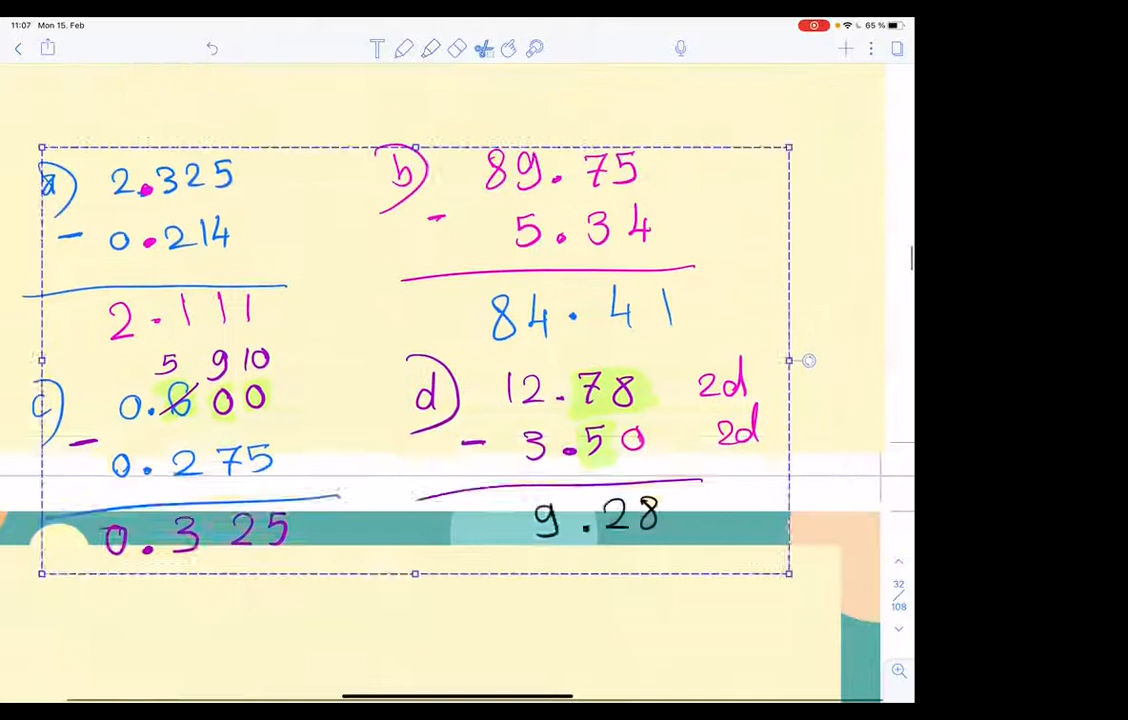 11:07 Mon 15. Feb
65 %
T
a) 2.325
- 0.214
2.111
b) 89.75
- 5.34
84.41
5 9 10
c) 0.600
- 0.275
0.325
d) 12.78 2d
- 3.50 2d
9.28
32
108